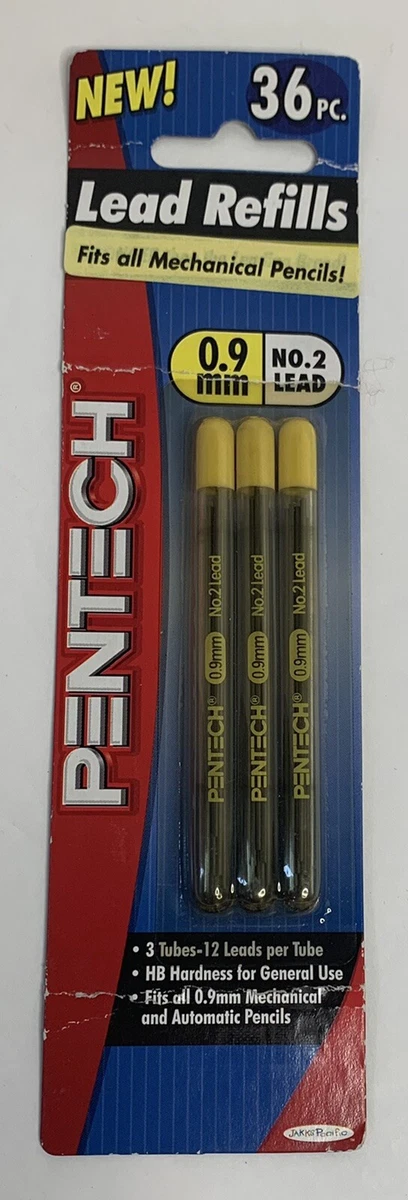 NEW!
36 PC.
Lead Refills
Fits all Mechanical Pencils!
0.9 mm
NO.2 LEAD
PENTECH®
PENTECH® 0.9mm No.2 Lead
PENTECH® 0.9mm No.2 Lead
PENTECH® 0.9mm No.2 Lead
• 3 Tubes-12 Leads per Tube
• HB Hardness for General Use
• Fits all 0.9mm Mechanical
and Automatic Pencils
JAKKS Pacific